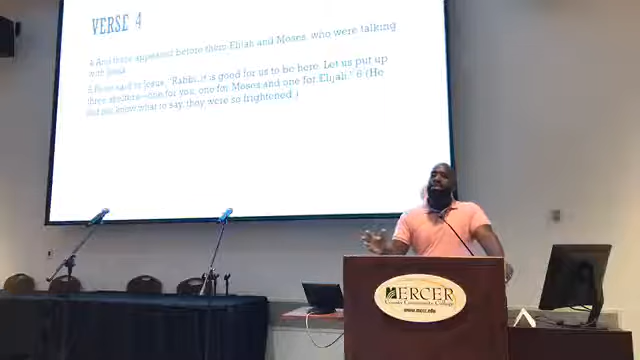 VERSE 4
4 And there appeared before them Elijah and Moses, who were talking
with Jesus.
5 Peter said to Jesus, "Rabbi, it is good for us to be here. Let us put up
three shelters—one for you, one for Moses and one for Elijah." 6 (He
did not know what to say, they were so frightened.)
MERCER
County Community College
www.mccc.edu